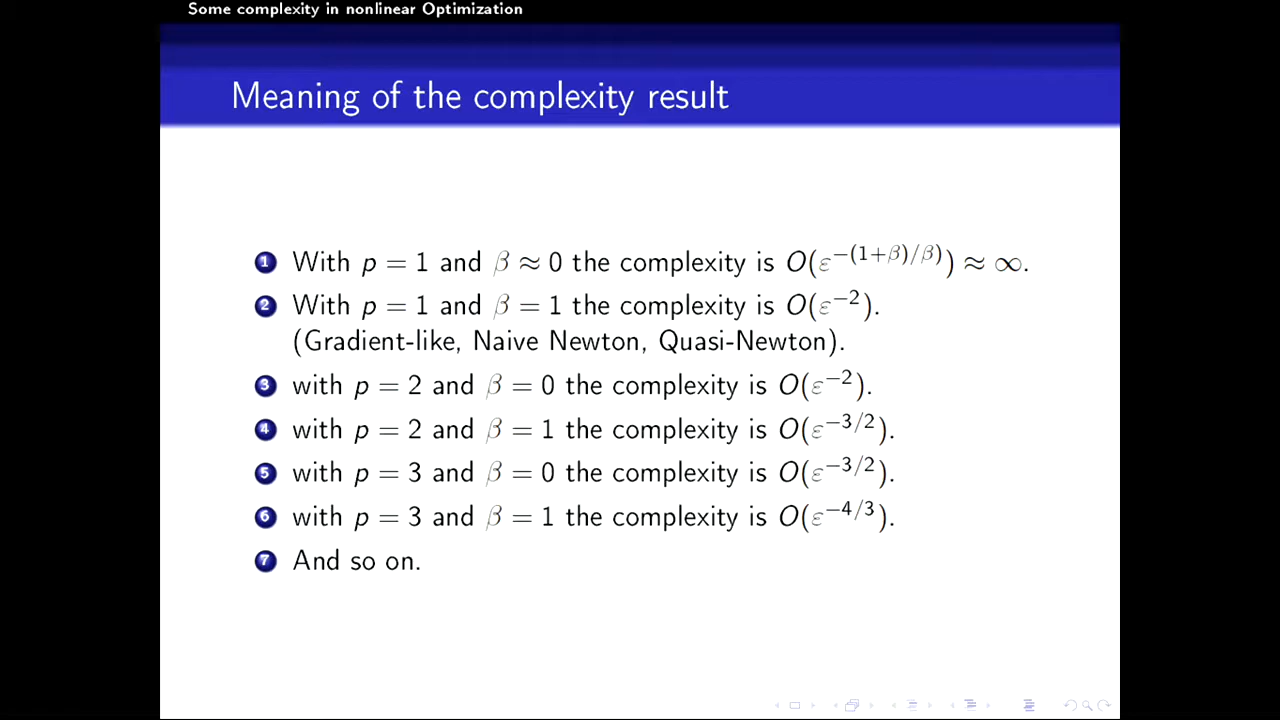 Some complexity in nonlinear Optimization
Meaning of the complexity result
1 With p = 1 and β ≈ 0 the complexity is O(ε^{-(1+β)/β)}) ≈ ∞.
2 With p = 1 and β = 1 the complexity is O(ε^{-2}).
(Gradient-like, Naive Newton, Quasi-Newton).
3 with p = 2 and β = 0 the complexity is O(ε^{-2}).
4 with p = 2 and β = 1 the complexity is O(ε^{-3/2}).
5 with p = 3 and β = 0 the complexity is O(ε^{-3/2}).
6 with p = 3 and β = 1 the complexity is O(ε^{-4/3}).
7 And so on.